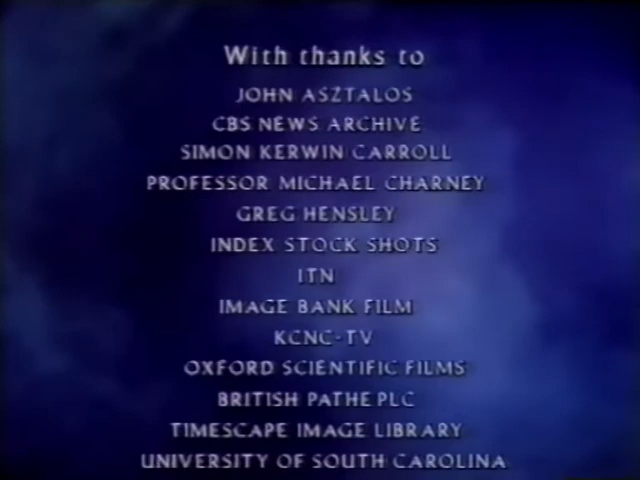 With thanks to
JOHN ASZTALOS
CBS NEWS ARCHIVE
SIMON KERWIN CARROLL
PROFESSOR MICHAEL CHARNEY
GREG HENSLEY
INDEX STOCK SHOTS
ITN
IMAGE BANK FILM
KCNC-TV
OXFORD SCIENTIFIC FILMS
BRITISH PATHE PLC
TIMESCAPE IMAGE LIBRARY
UNIVERSITY OF SOUTH CAROLINA